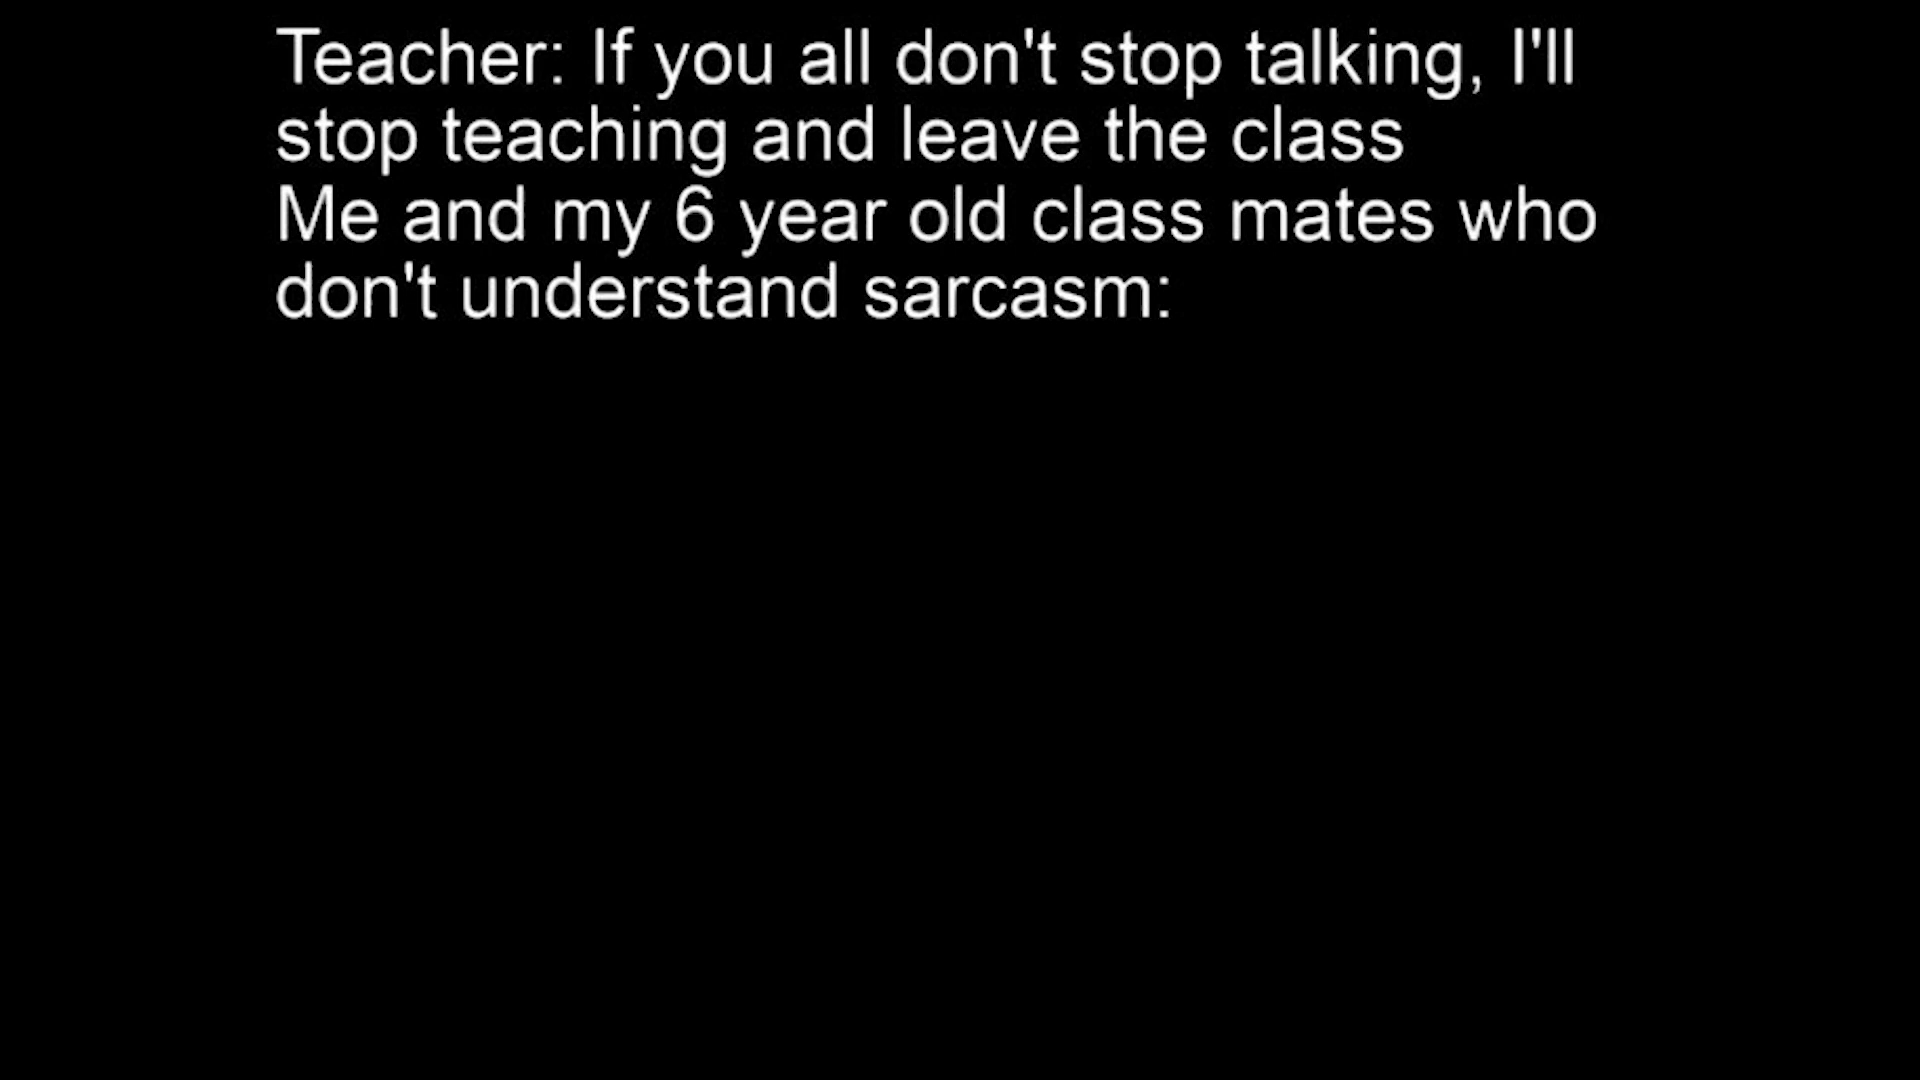 Teacher: If you all don't stop talking, I'll
stop teaching and leave the class
Me and my 6 year old class mates who
don't understand sarcasm: